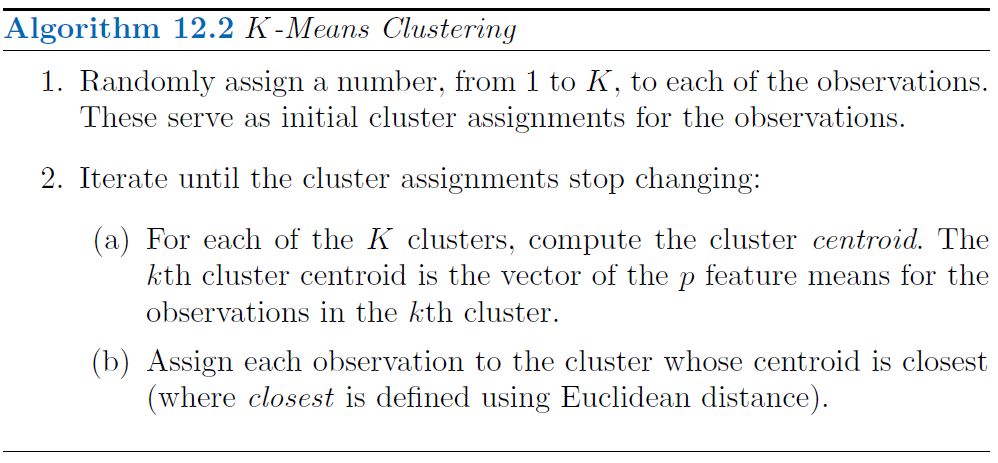 Algorithm 12.2 K-Means Clustering
1. Randomly assign a number, from 1 to K, to each of the observations.
These serve as initial cluster assignments for the observations.
2. Iterate until the cluster assignments stop changing:
(a) For each of the K clusters, compute the cluster centroid. The
kth cluster centroid is the vector of the p feature means for the
observations in the kth cluster.
(b) Assign each observation to the cluster whose centroid is closest
(where closest is defined using Euclidean distance).